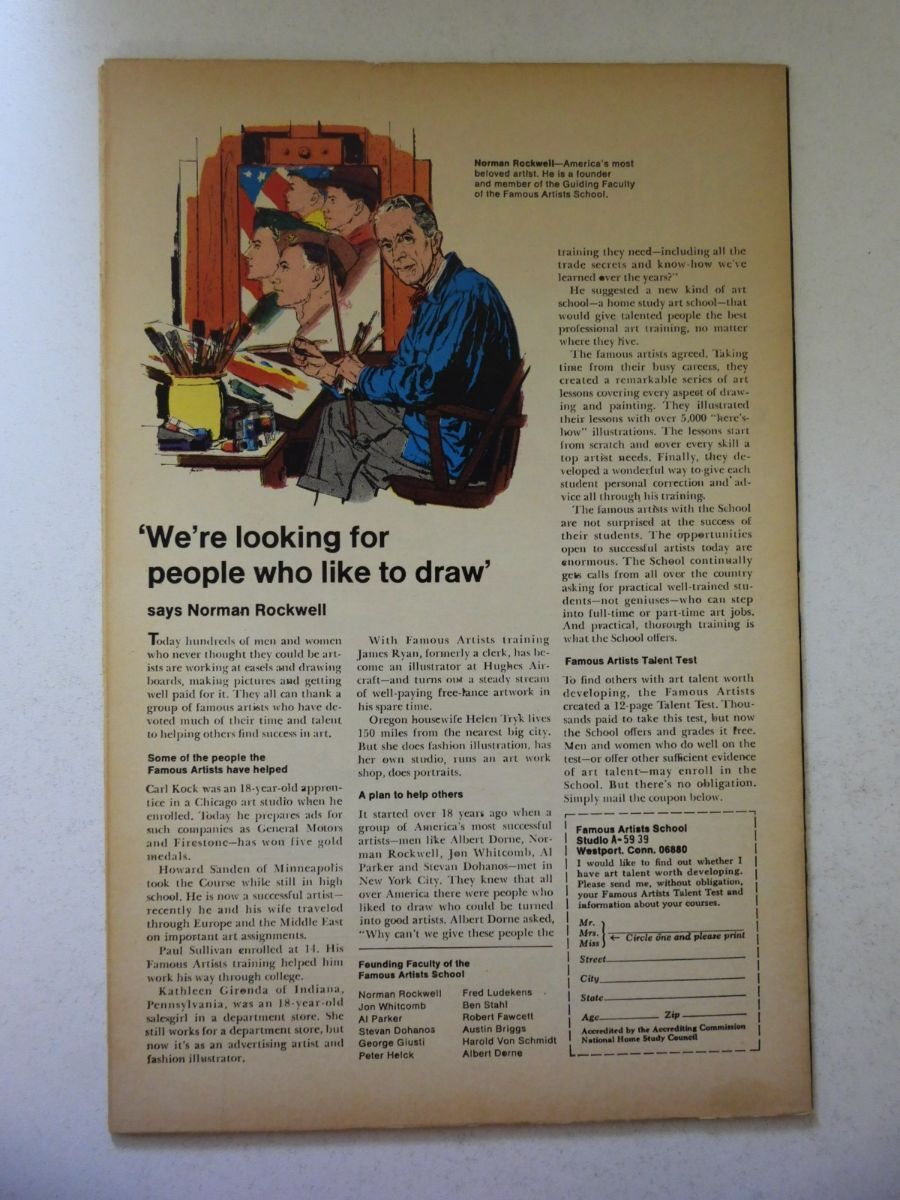 Norman Rockwell—America's most
beloved artist. He is a founder
and member of the Guiding Faculty
of the Famous Artists School.
'We're looking for
people who like to draw'
says Norman Rockwell
Today hundreds of men and women
who never thought they could be art-
ists are working at easels and drawing
boards, making pictures and getting
well paid for it. They all can thank a
group of famous artists who have de-
voted much of their time and talent
to helping others find success in art.
Some of the people the
Famous Artists have helped
Carl Kock was an 18-year-old appren-
tice in a Chicago art studio when he
enrolled. Today he prepares ads for
such companies as General Motors
and Firestone—has won five gold
medals.
Howard Sanden of Minneapolis
took the Course while still in high
school. He is now a successful artist—
recently he and his wife traveled
through Europe and the Middle East
on important art assignments.
Paul Sullivan enrolled at 14. His
Famous Artists training helped him
work his way through college.
Kathleen Gironda of Indiana,
Pennsylvania, was an 18-year-old
salesgirl in a department store. She
still works for a department store, but
now it's as an advertising artist and
fashion illustrator.
With Famous Artists training
James Ryan, formerly a clerk, has be-
come an illustrator at Hughes Air-
craft—and turns out a steady stream
of well-paying free-lance artwork in
his spare time.
Oregon housewife Helen Tryk lives
150 miles from the nearest big city.
But she does fashion illustration, has
her own studio, runs an art work
shop, does portraits.
A plan to help others
It started over 18 years ago when a
group of America's most successful
artists—men like Albert Dorne, Nor-
man Rockwell, Jon Whitcomb, Al
Parker and Stevan Dohanos—met in
New York City. They knew that all
over America there were people who
liked to draw who could be turned
into good artists. Albert Dorne asked,
"Why can't we give these people the
training they need—including all the
trade secrets and know-how we've
learned over the years?"
He suggested a new kind of art
school—a home study art school—that
would give talented people the best
professional art training, no matter
where they live.
The famous artists agreed. Taking
time from their busy careers, they
created a remarkable series of art
lessons covering every aspect of draw-
ing and painting. They illustrated
their lessons with over 5,000 "here's-
how" illustrations. The lessons start
from scratch and cover every skill a
top artist needs. Finally, they de-
veloped a wonderful way to give each
student personal correction and ad-
vice all through his training.
The famous artists with the School
are not surprised at the success of
their students. The opportunities
open to successful artists today are
enormous. The School continually
gets calls from all over the country
asking for practical well-trained stu-
dents—not geniuses—who can step
into full-time or part-time art jobs.
And practical, thorough training is
what the School offers.
Famous Artists Talent Test
To find others with art talent worth
developing, the Famous Artists
created a 12-page Talent Test. Thou-
sands paid to take this test, but now
the School offers and grades it free.
Men and women who do well on the
test—or offer other sufficient evidence
of art talent—may enroll in the
School. But there's no obligation.
Simply mail the coupon below.
Founding Faculty of the
Famous Artists School
Norman Rockwell
Jon Whitcomb
Al Parker
Stevan Dohanos
George Giusti
Peter Helck
Fred Ludekens
Ben Stahl
Robert Fawcett
Austin Briggs
Harold Von Schmidt
Albert Dorne
Famous Artists School
Studio A-5939
Westport, Conn. 06880
I would like to find out whether I
have art talent worth developing.
Please send me, without obligation,
your Famous Artists Talent Test and
information about your courses.
Mr.
Mrs.
Miss
← Circle one and please print
Street
City
State
Age Zip
Accredited by the Accrediting Commission
National Home Study Council